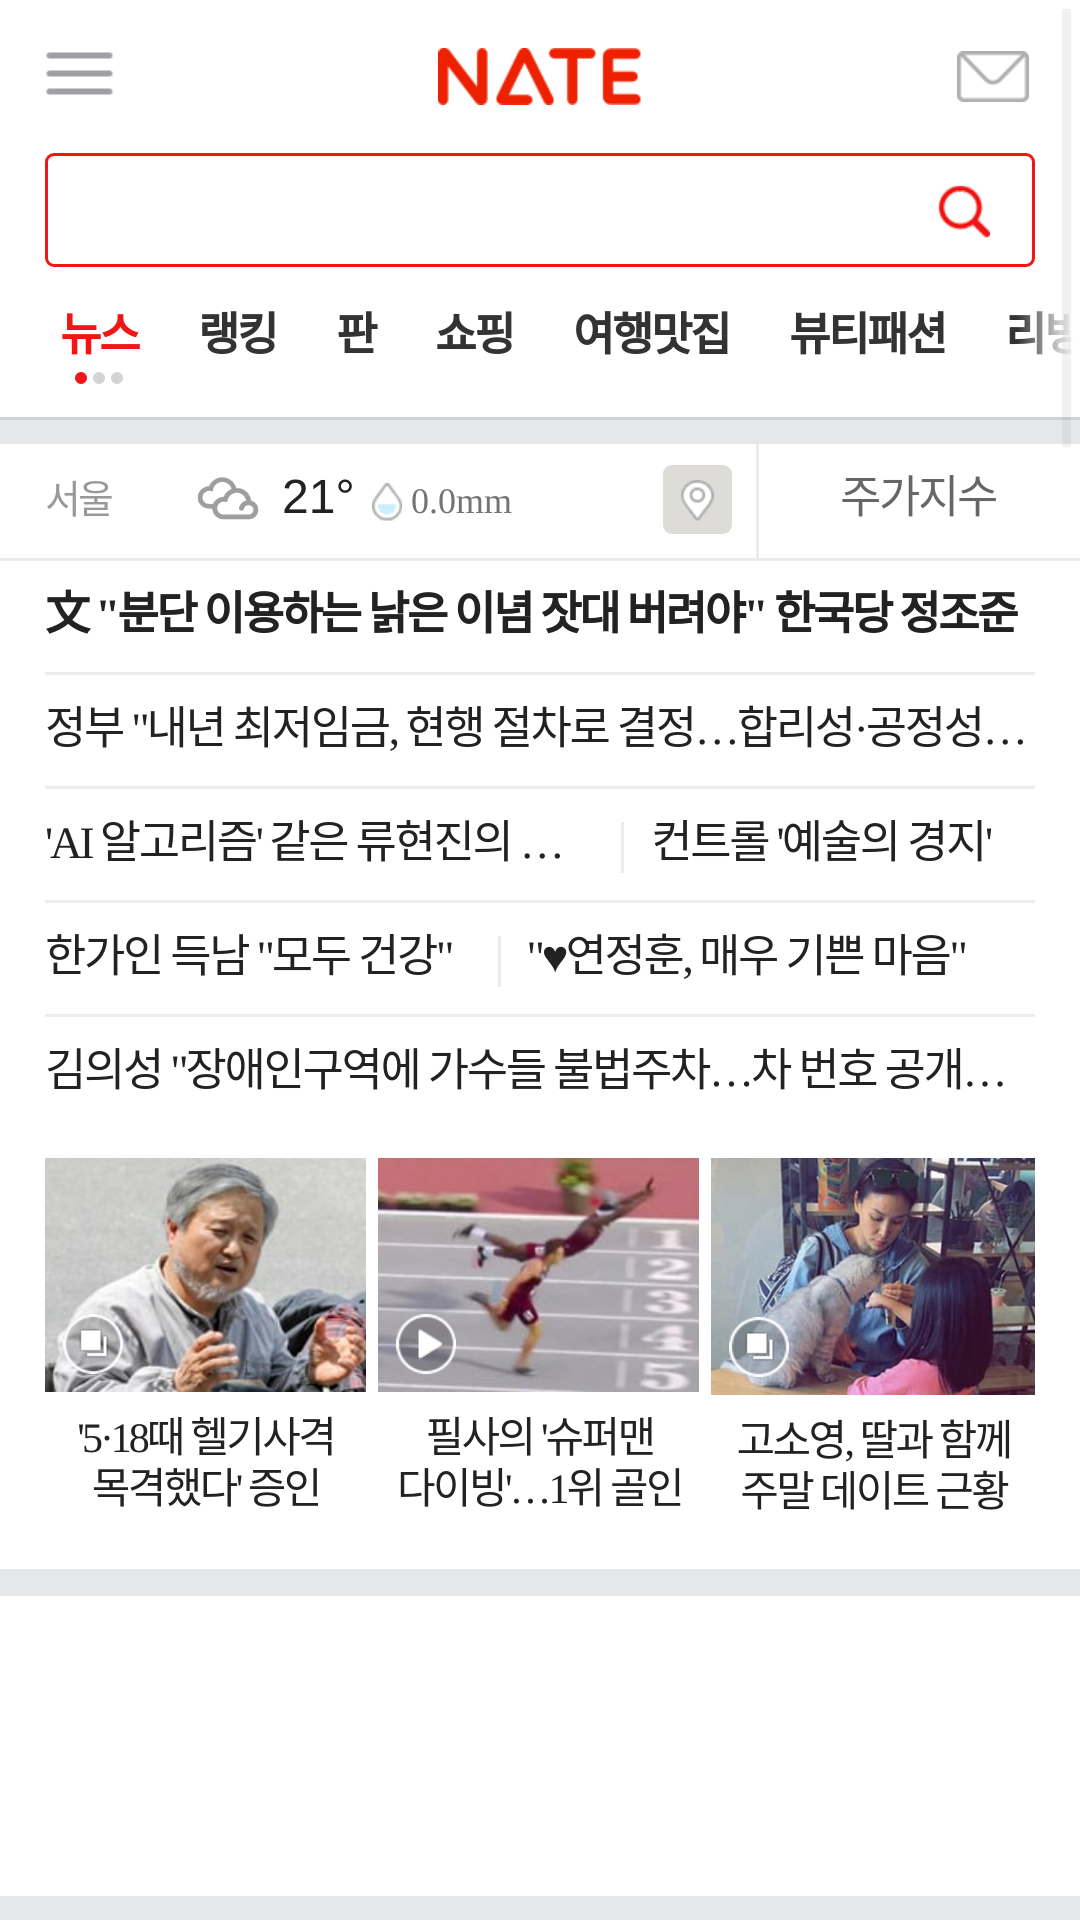 NATE
뉴스 랭킹 판 쇼핑 여행맛집 뷰티패션
서울 21° 0.0mm 주가지수
文 "분단 이용하는 낡은 이념 잣대 버려야" 한국당 정조준
정부 "내년 최저임금, 현행 절차로 결정…합리성·공정성…
'AI 알고리즘' 같은 류현진의 … 컨트롤 '예술의 경지'
한가인 득남 "모두 건강" "♥연정훈, 매우 기쁜 마음"
김의성 "장애인구역에 가수들 불법주차…차 번호 공개…
1
2
3
4
5
'5·18때 헬기사격
목격했다' 증인
필사의 '슈퍼맨
다이빙'…1위 골인
고소영, 딸과 함께
주말 데이트 근황